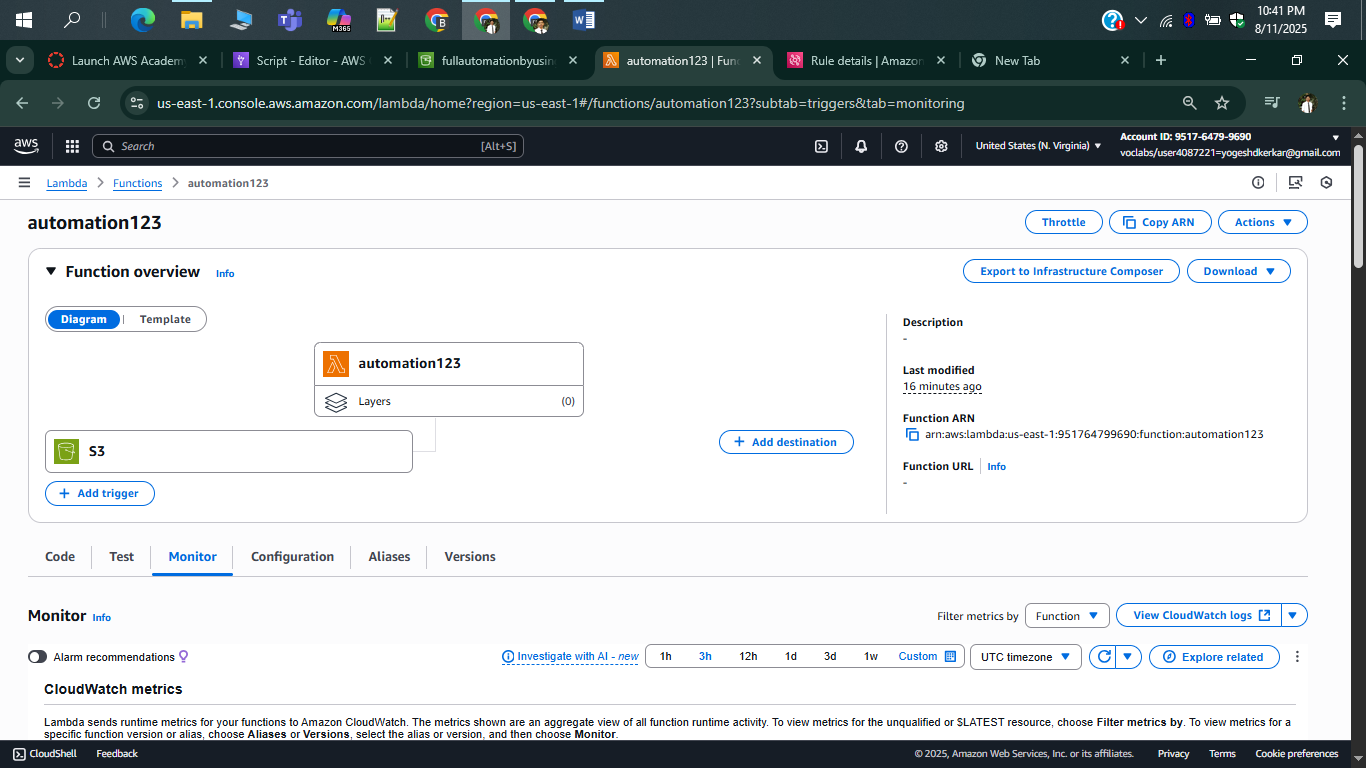 M365
B
10:41 PM
8/11/2025
Launch AWS Academy
Script - Editor - AWS
fullautomationbyusin
automation123 | Func
Rule details | Amazon
New Tab
us-east-1.console.aws.amazon.com/lambda/home?region=us-east-1#/functions/automation123?subtab=triggers&tab=monitoring
aws
Search
[Alt+S]
United States (N. Virginia)
Account ID: 9517-6479-9690
voclabs/user4087221=yogeshdkerkar@gmail.com
Lambda > Functions > automation123
automation123
Throttle
Copy ARN
Actions
Function overview Info
Export to Infrastructure Composer
Download
Diagram
Template
automation123
Layers
(0)
S3
+ Add trigger
+ Add destination
Description
-
Last modified
16 minutes ago
Function ARN
arn:aws:lambda:us-east-1:951764799690:function:automation123
Function URL Info
-
Code
Test
Monitor
Configuration
Aliases
Versions
Monitor Info
Filter metrics by
Function
View CloudWatch logs
Alarm recommendations
Investigate with AI - new
1h
3h
12h
1d
3d
1w
Custom
UTC timezone
Explore related
CloudWatch metrics
Lambda sends runtime metrics for your functions to Amazon CloudWatch. The metrics shown are an aggregate view of all function runtime activity. To view metrics for the unqualified or $LATEST resource, choose Filter metrics by. To view metrics for a
specific function version or alias, choose Aliases or Versions, select the alias or version, and then choose Monitor.
CloudShell
Feedback
© 2025, Amazon Web Services, Inc. or its affiliates.
Privacy
Terms
Cookie preferences